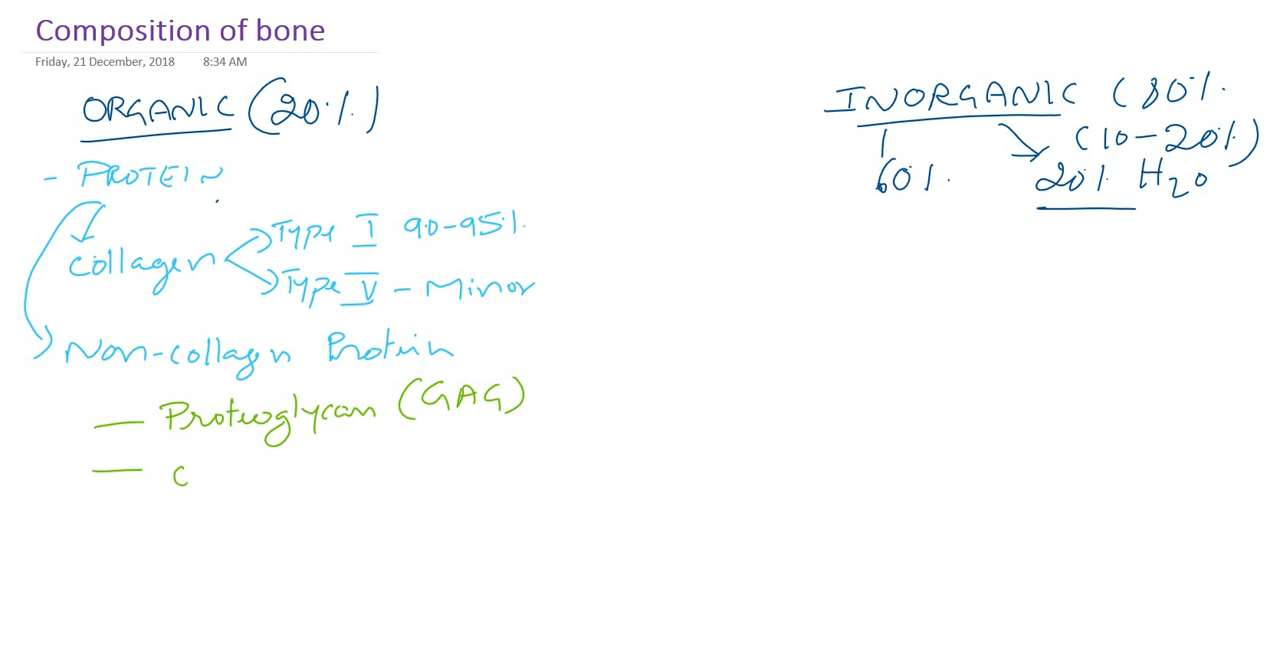 Composition of bone
Friday, 21 December, 2018 8:34 AM
ORGANIC (20%)
- PROTEIN
Collagen
Type I 90-95%
Type V - Minor
Non-collagen Protein
— Proteoglycan (GAG)
— C
INORGANIC (80%
(10-20%)
60% 20% H2O